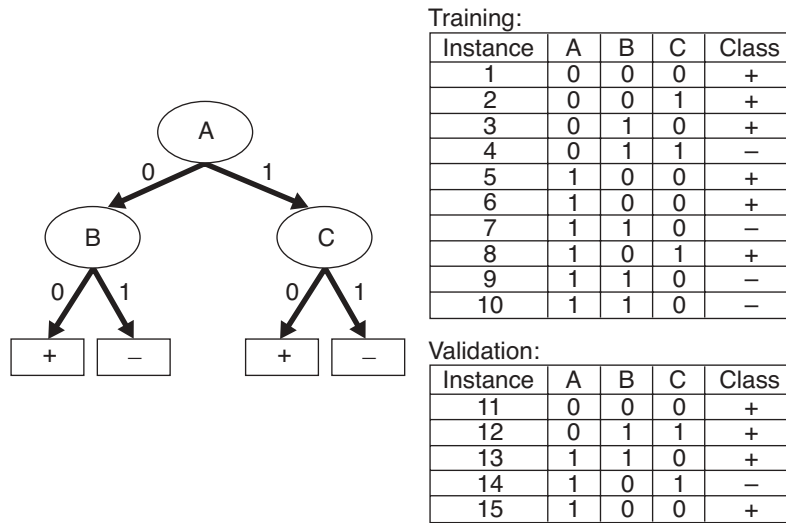 A
0 1
B C
0 1 0 1
+ – + –
Training:
Instance A B C Class
1 0 0 0 +
2 0 0 1 +
3 0 1 0 +
4 0 1 1 –
5 1 0 0 +
6 1 0 0 +
7 1 1 0 –
8 1 0 1 +
9 1 1 0 –
10 1 1 0 –
Validation:
Instance A B C Class
11 0 0 0 +
12 0 1 1 +
13 1 1 0 +
14 1 0 1 –
15 1 0 0 +